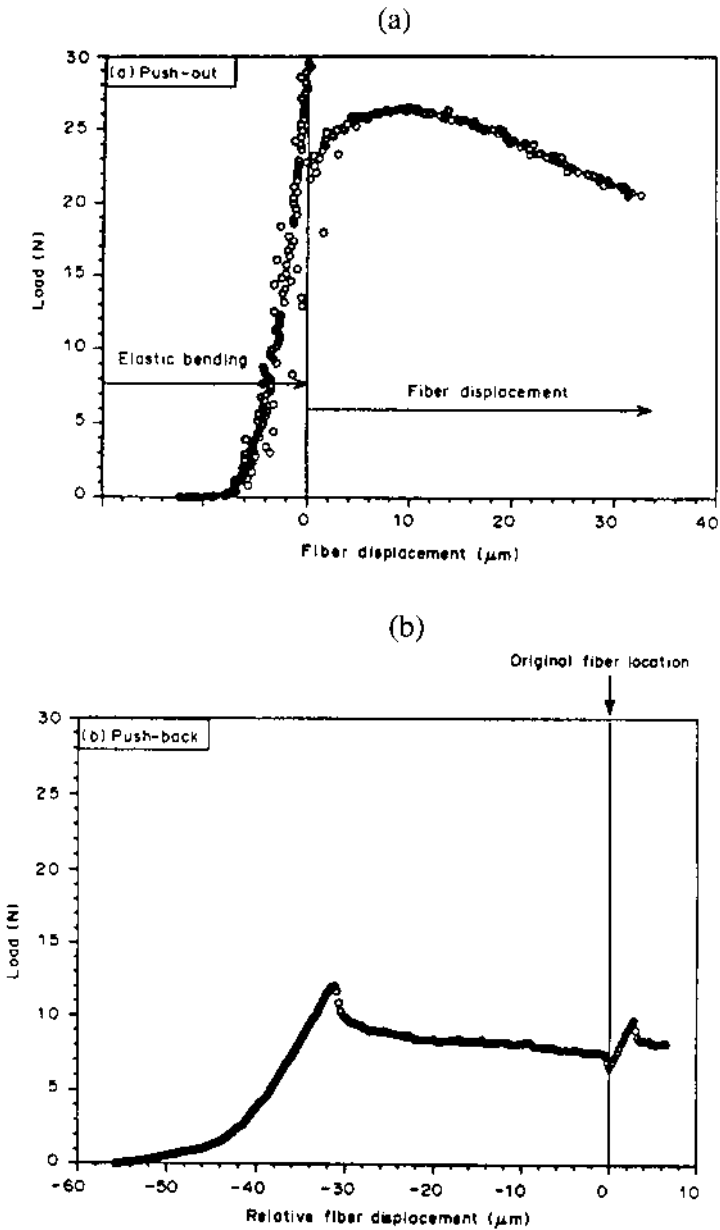 (a)
30
(a) Push-out
25
20
15
10
5
0
Load (N)
Elastic bending
Fiber displacement
0 10 20 30 40
Fiber displacement (μm)
(b)
Original fiber location
30
(b) Push-back
25
20
15
10
5
0
Load (N)
-60 -50 -40 -30 -20 -10 0 10
Relative fiber displacement (μm)